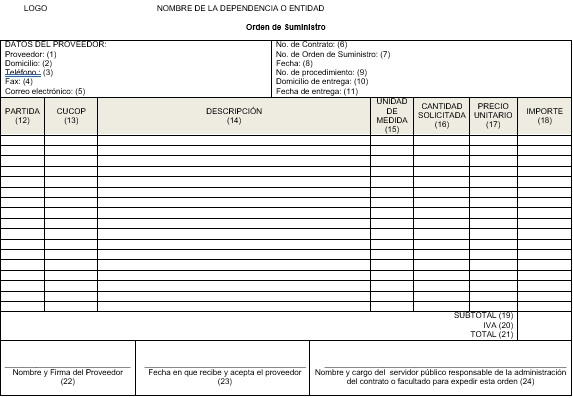 LOGO NOMBRE DE LA DEPENDENCIA O ENTIDAD
Orden de Suministro
DATOS DEL PROVEEDOR:
Proveedor: (1)
Domicilio: (2)
Teléfono.: (3)
Fax: (4)
Correo electrónico: (5)
No. de Contrato: (6)
No. de Orden de Suministro: (7)
Fecha: (8)
No. de procedimiento: (9)
Domicilio de entrega: (10)
Fecha de entrega: (11)
PARTIDA
(12)
CUCOP
(13)
DESCRIPCIÓN
(14)
UNIDAD
DE
MEDIDA
(15)
CANTIDAD
SOLICITADA
(16)
PRECIO
UNITARIO
(17)
IMPORTE
(18)
SUBTOTAL (19)
IVA (20)
TOTAL (21)
Nombre y Firma del Proveedor
(22)
Fecha en que recibe y acepta el proveedor
(23)
Nombre y cargo del servidor público responsable de la administración
del contrato o facultado para expedir esta orden (24)